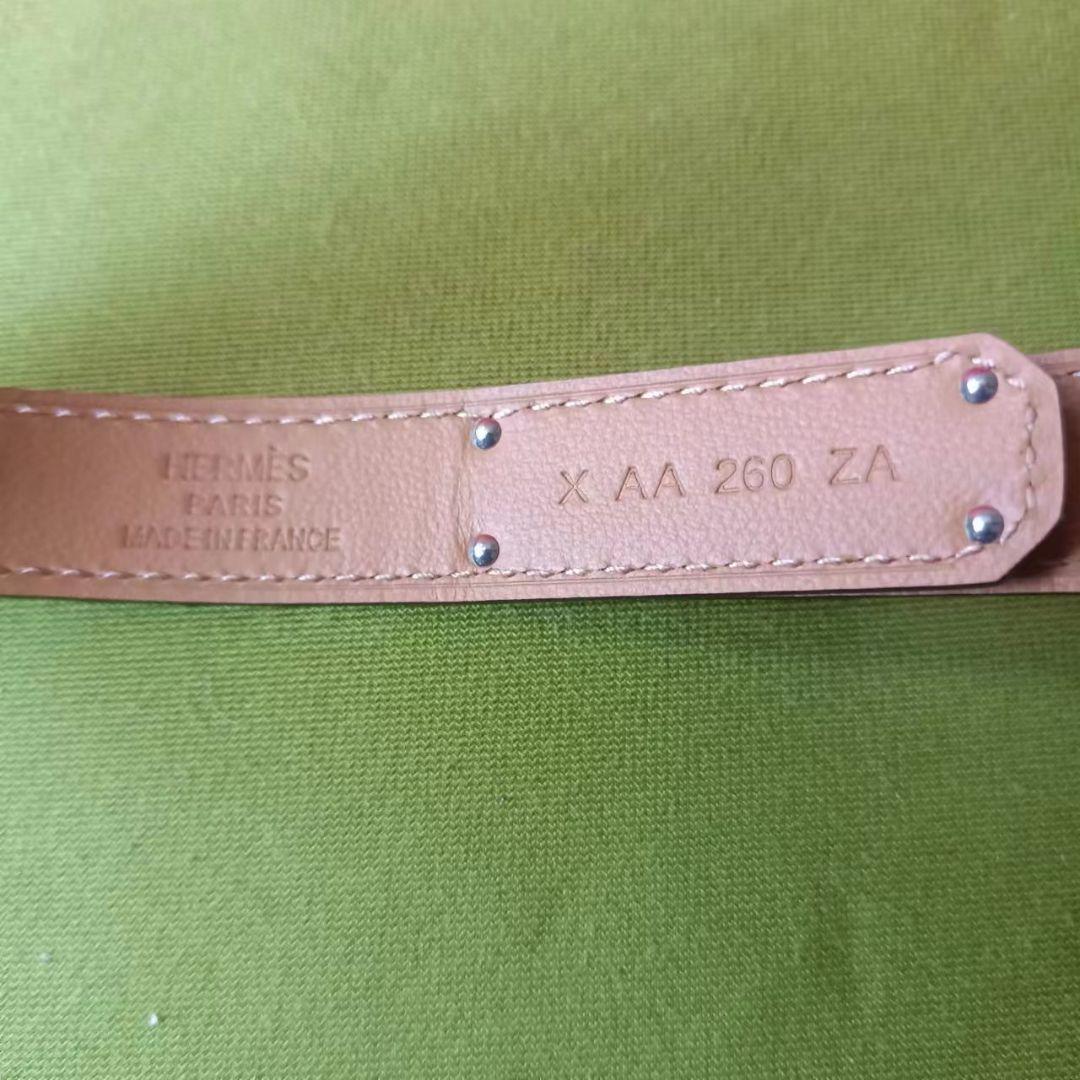 HERMÈS
PARIS
MADE IN FRANCE
X AA 260 ZA